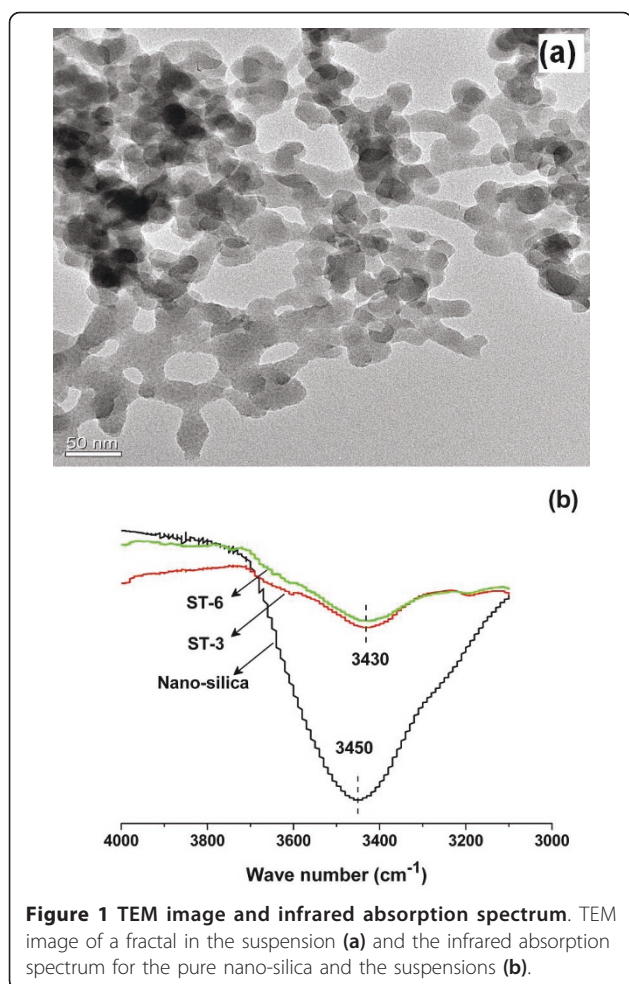 (a)
50 nm
(b)
ST-6
ST-3
3430
Nano-silica
3450
4000 3800 3600 3400 3200 3000
Wave number (cm⁻¹)
Figure 1 TEM image and infrared absorption spectrum. TEM
image of a fractal in the suspension (a) and the infrared absorption
spectrum for the pure nano-silica and the suspensions (b).